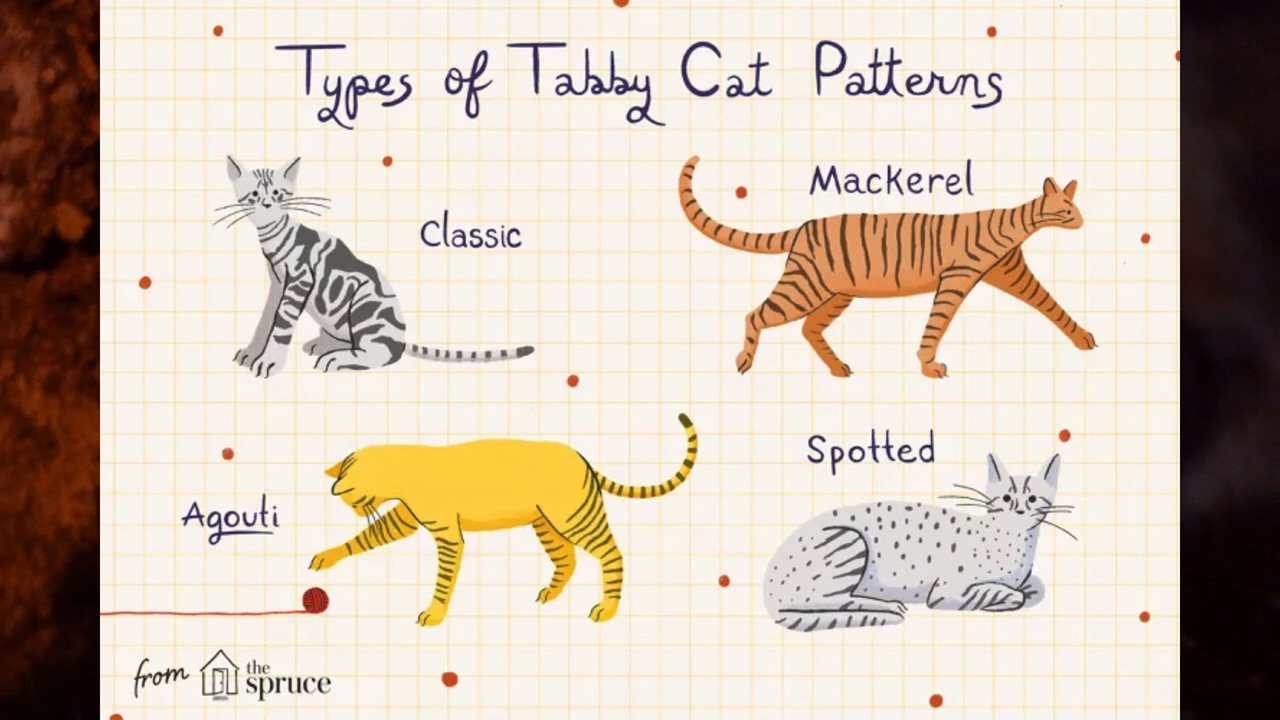 Types of Tabby Cat Patterns
Classic
Mackerel
Agouti
Spotted
from the spruce